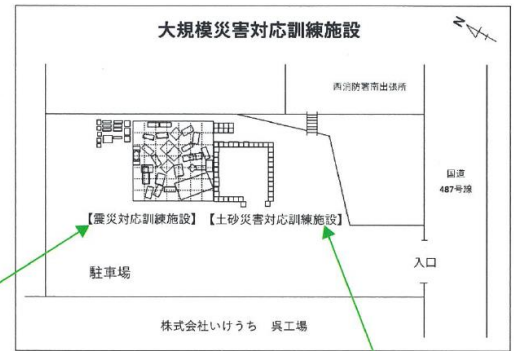 大規模災害対応訓練施設
N
西消防署南出張所
国道
487号線
【震災対応訓練施設】【土砂災害対応訓練施設】
入口
駐車場
株式会社いけうち 呉工場